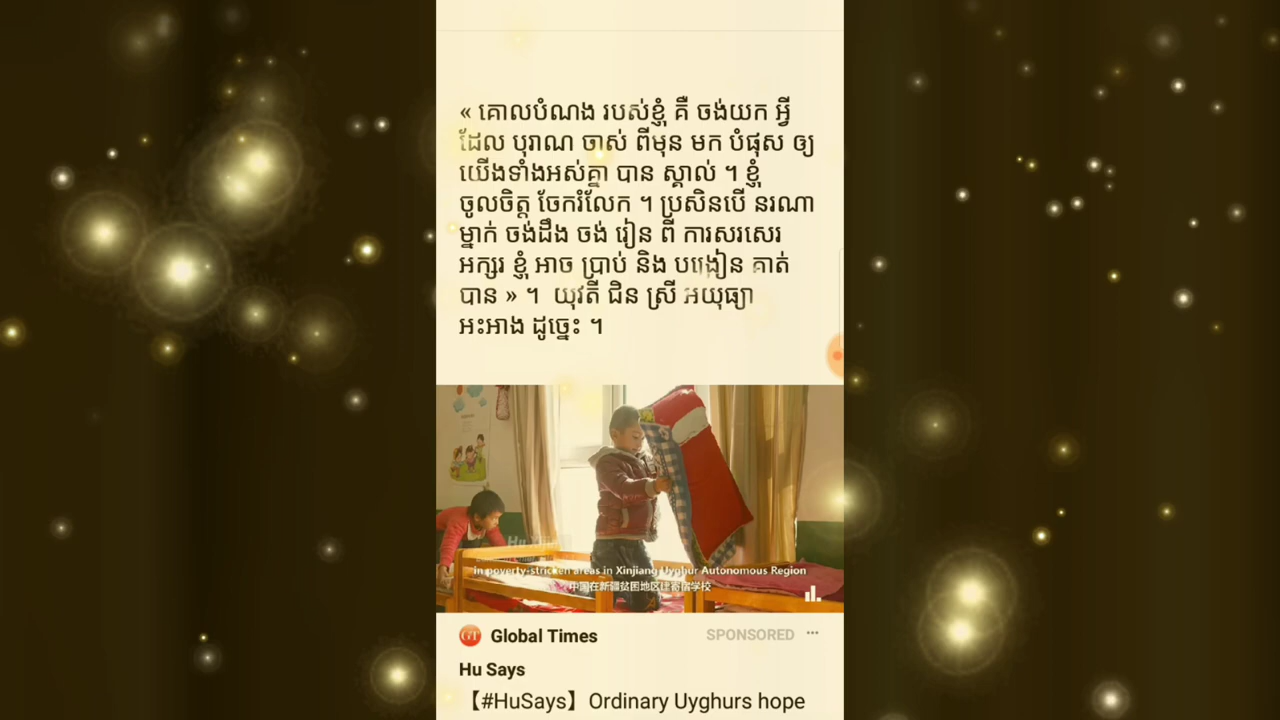 « គោលបំណង របស់ខ្ញុំ គឺ ចង់យក អ្វី
ដែល បុរាណ ចាស់ ពីមុន មក បំផុស ឲ្យ
យើងទាំងអស់គ្នា បាន ស្គាល់ ។ ខ្ញុំ
ចូលចិត្ត ចែករំលែក ។ ប្រសិនបើ នរណា
ម្នាក់ ចង់ដឹង ចង់ រៀន ពី ការសរសេរ
អក្សរ ខ្ញុំ អាច ប្រាប់ និង បង្រៀន គាត់
បាន » ។ យុវតី ជិន ស្រី អយុធ្យា
អះអាង ដូច្នេះ ។
In poverty-stricken areas in Xinjiang Uyghur Autonomous Region
中国在新疆贫困地区建寄宿学校
GT Global Times
SPONSORED ...
Hu Says
【#HuSays】Ordinary Uyghurs hope